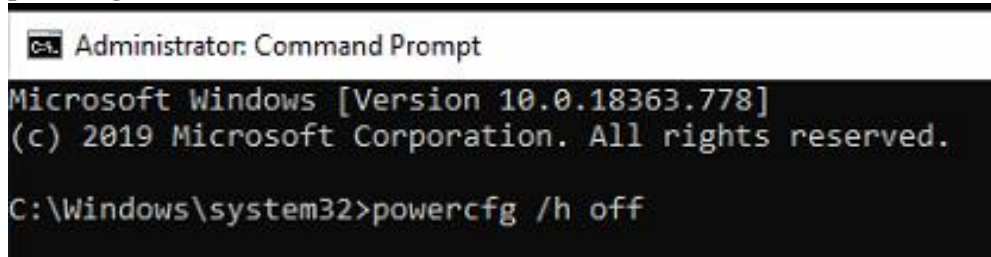 Administrator: Command Prompt
Microsoft Windows [Version 10.0.18363.778]
(c) 2019 Microsoft Corporation. All rights reserved.
C:\Windows\system32>powercfg /h off